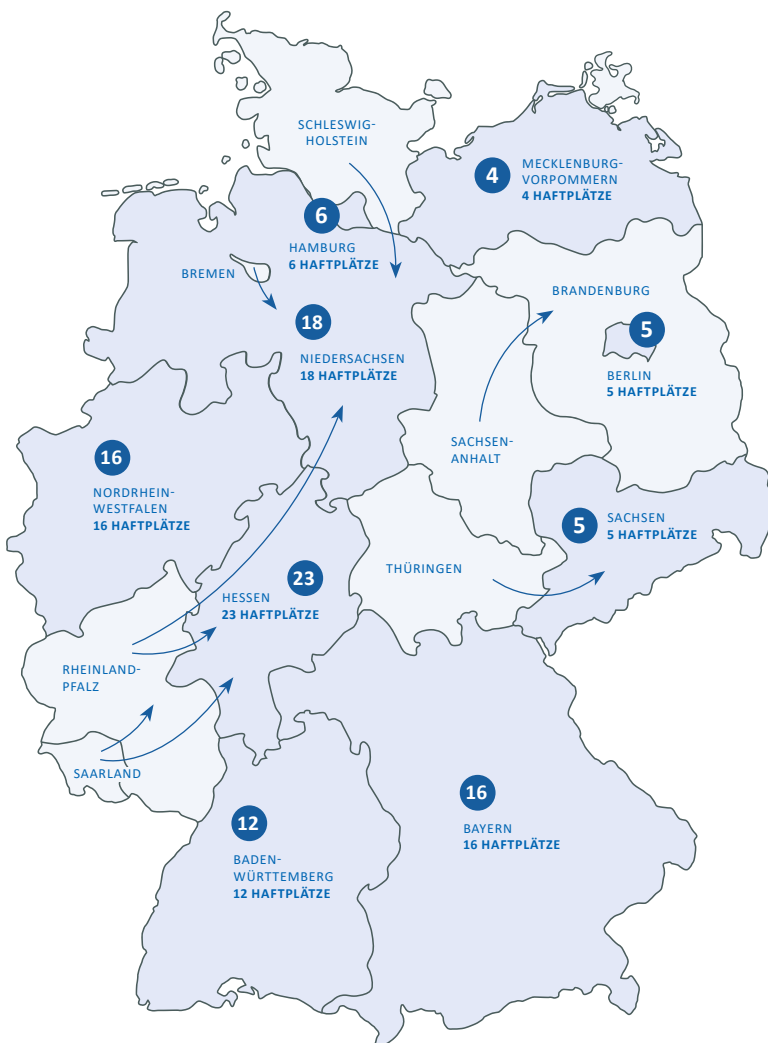 SCHLESWIG-
HOLSTEIN
4
MECKLENBURG-
VORPOMMERN
4 HAFTPLÄTZE
6
HAMBURG
6 HAFTPLÄTZE
BREMEN
BRANDENBURG
18
NIEDERSACHSEN
18 HAFTPLÄTZE
5
BERLIN
5 HAFTPLÄTZE
SACHSEN-
ANHALT
16
NORDRHEIN-
WESTFALEN
16 HAFTPLÄTZE
5
SACHSEN
5 HAFTPLÄTZE
THÜRINGEN
23
HESSEN
23 HAFTPLÄTZE
RHEINLAND-
PFALZ
SAARLAND
16
BAYERN
16 HAFTPLÄTZE
12
BADEN-
WÜRTTEMBERG
12 HAFTPLÄTZE